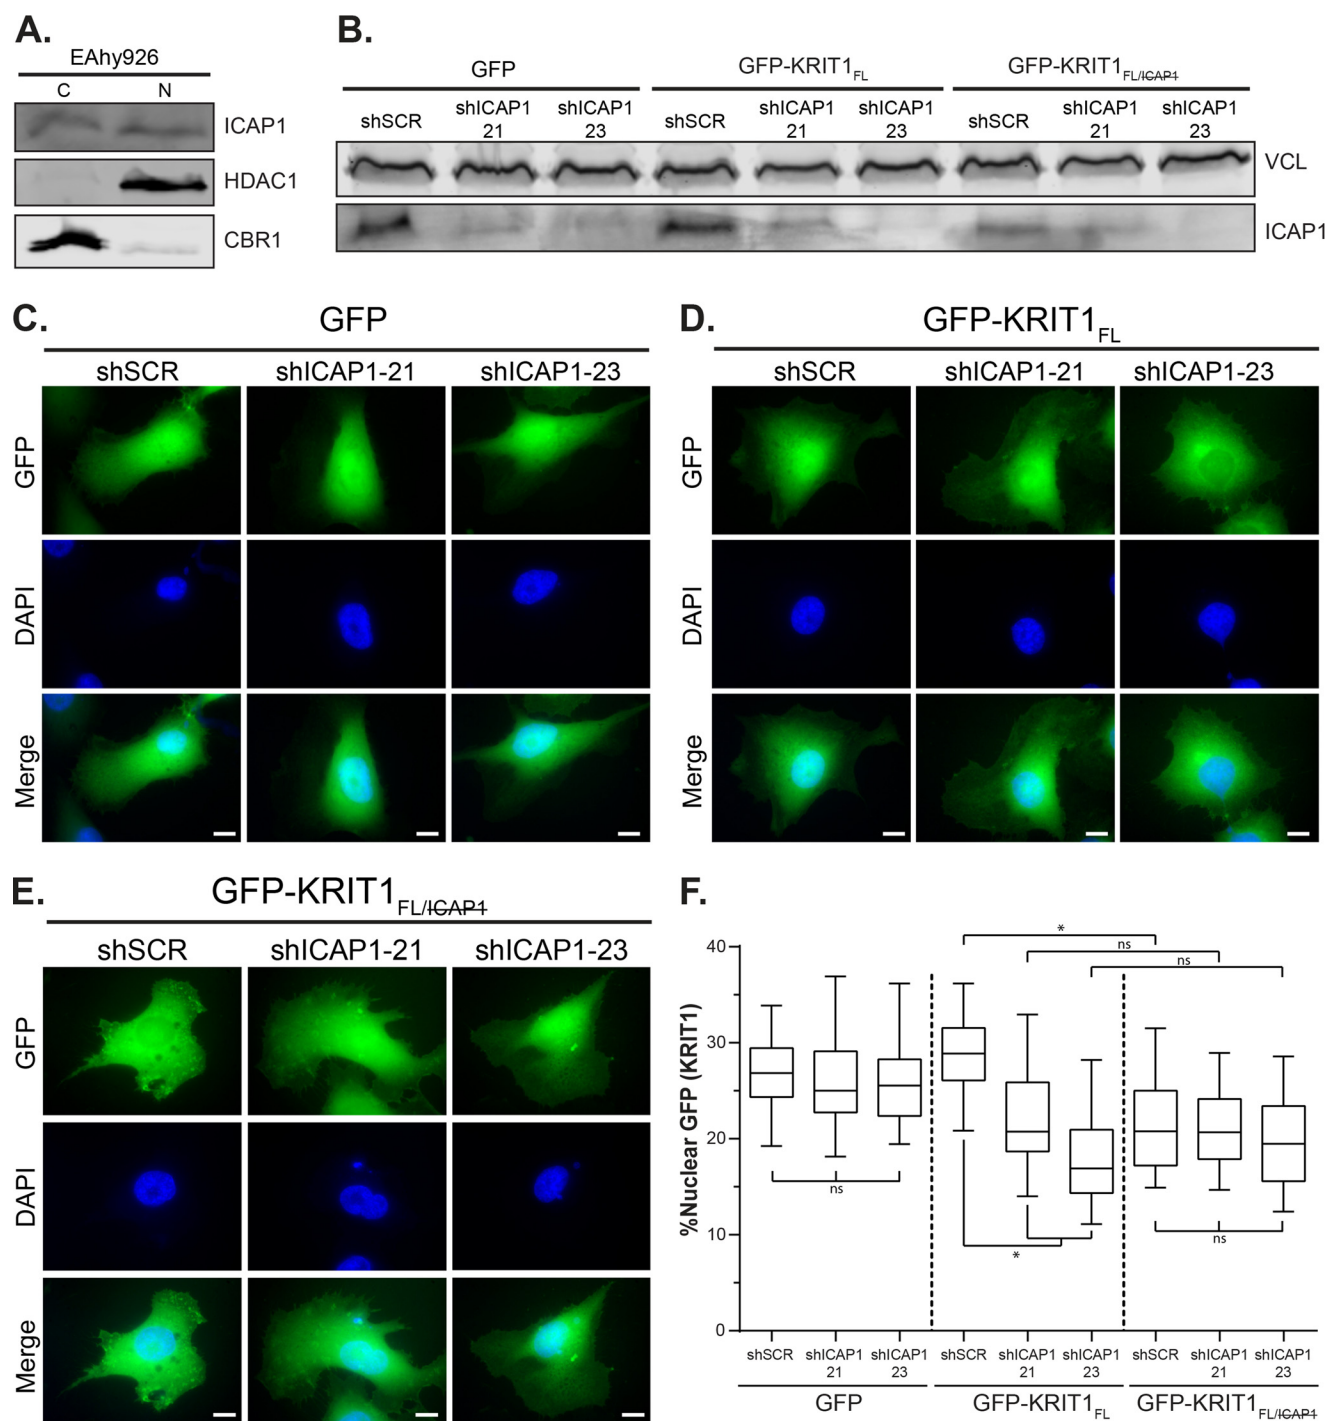 A.
EAhy926
C N
ICAP1
HDAC1
CBR1
B.
GFP GFP-KRIT1FL GFP-KRIT1FL/ICAP1
shSCR shICAP1 21 shICAP1 23 shSCR shICAP1 21 shICAP1 23 shSCR shICAP1 21 shICAP1 23
VCL
ICAP1
C.
GFP
shSCR shICAP1-21 shICAP1-23
GFP
DAPI
Merge
D.
GFP-KRIT1FL
shSCR shICAP1-21 shICAP1-23
GFP
DAPI
Merge
E.
GFP-KRIT1FL/ICAP1
shSCR shICAP1-21 shICAP1-23
GFP
DAPI
Merge
F.
%Nuclear GFP (KRIT1)
40
30
20
10
0
*
ns
ns
ns
*
ns
shSCR shICAP1 21 shICAP1 23 shSCR shICAP1 21 shICAP1 23 shSCR shICAP1 21 shICAP1 23
GFP GFP-KRIT1FL GFP-KRIT1FL/ICAP1